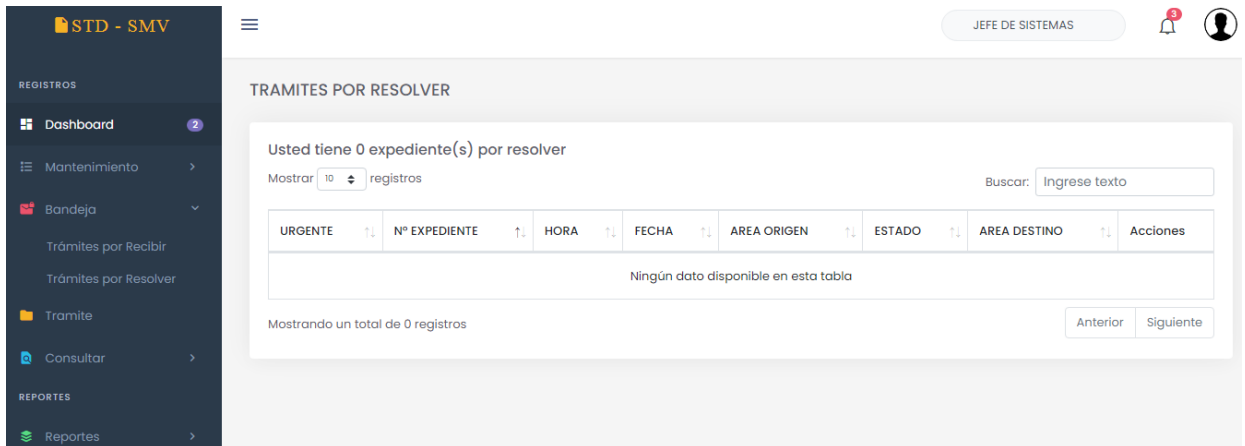 STD - SMV
JEFE DE SISTEMAS
3
REGISTROS
Dashboard 2
Mantenimiento
Bandeja
Trámites por Recibir
Trámites por Resolver
Tramite
Consultar
REPORTES
Reportes
TRAMITES POR RESOLVER
Usted tiene 0 expediente(s) por resolver
Mostrar 10 registros
Buscar: Ingrese texto
URGENTE N° EXPEDIENTE HORA FECHA AREA ORIGEN ESTADO AREA DESTINO Acciones
Ningún dato disponible en esta tabla
Mostrando un total de 0 registros
Anterior Siguiente